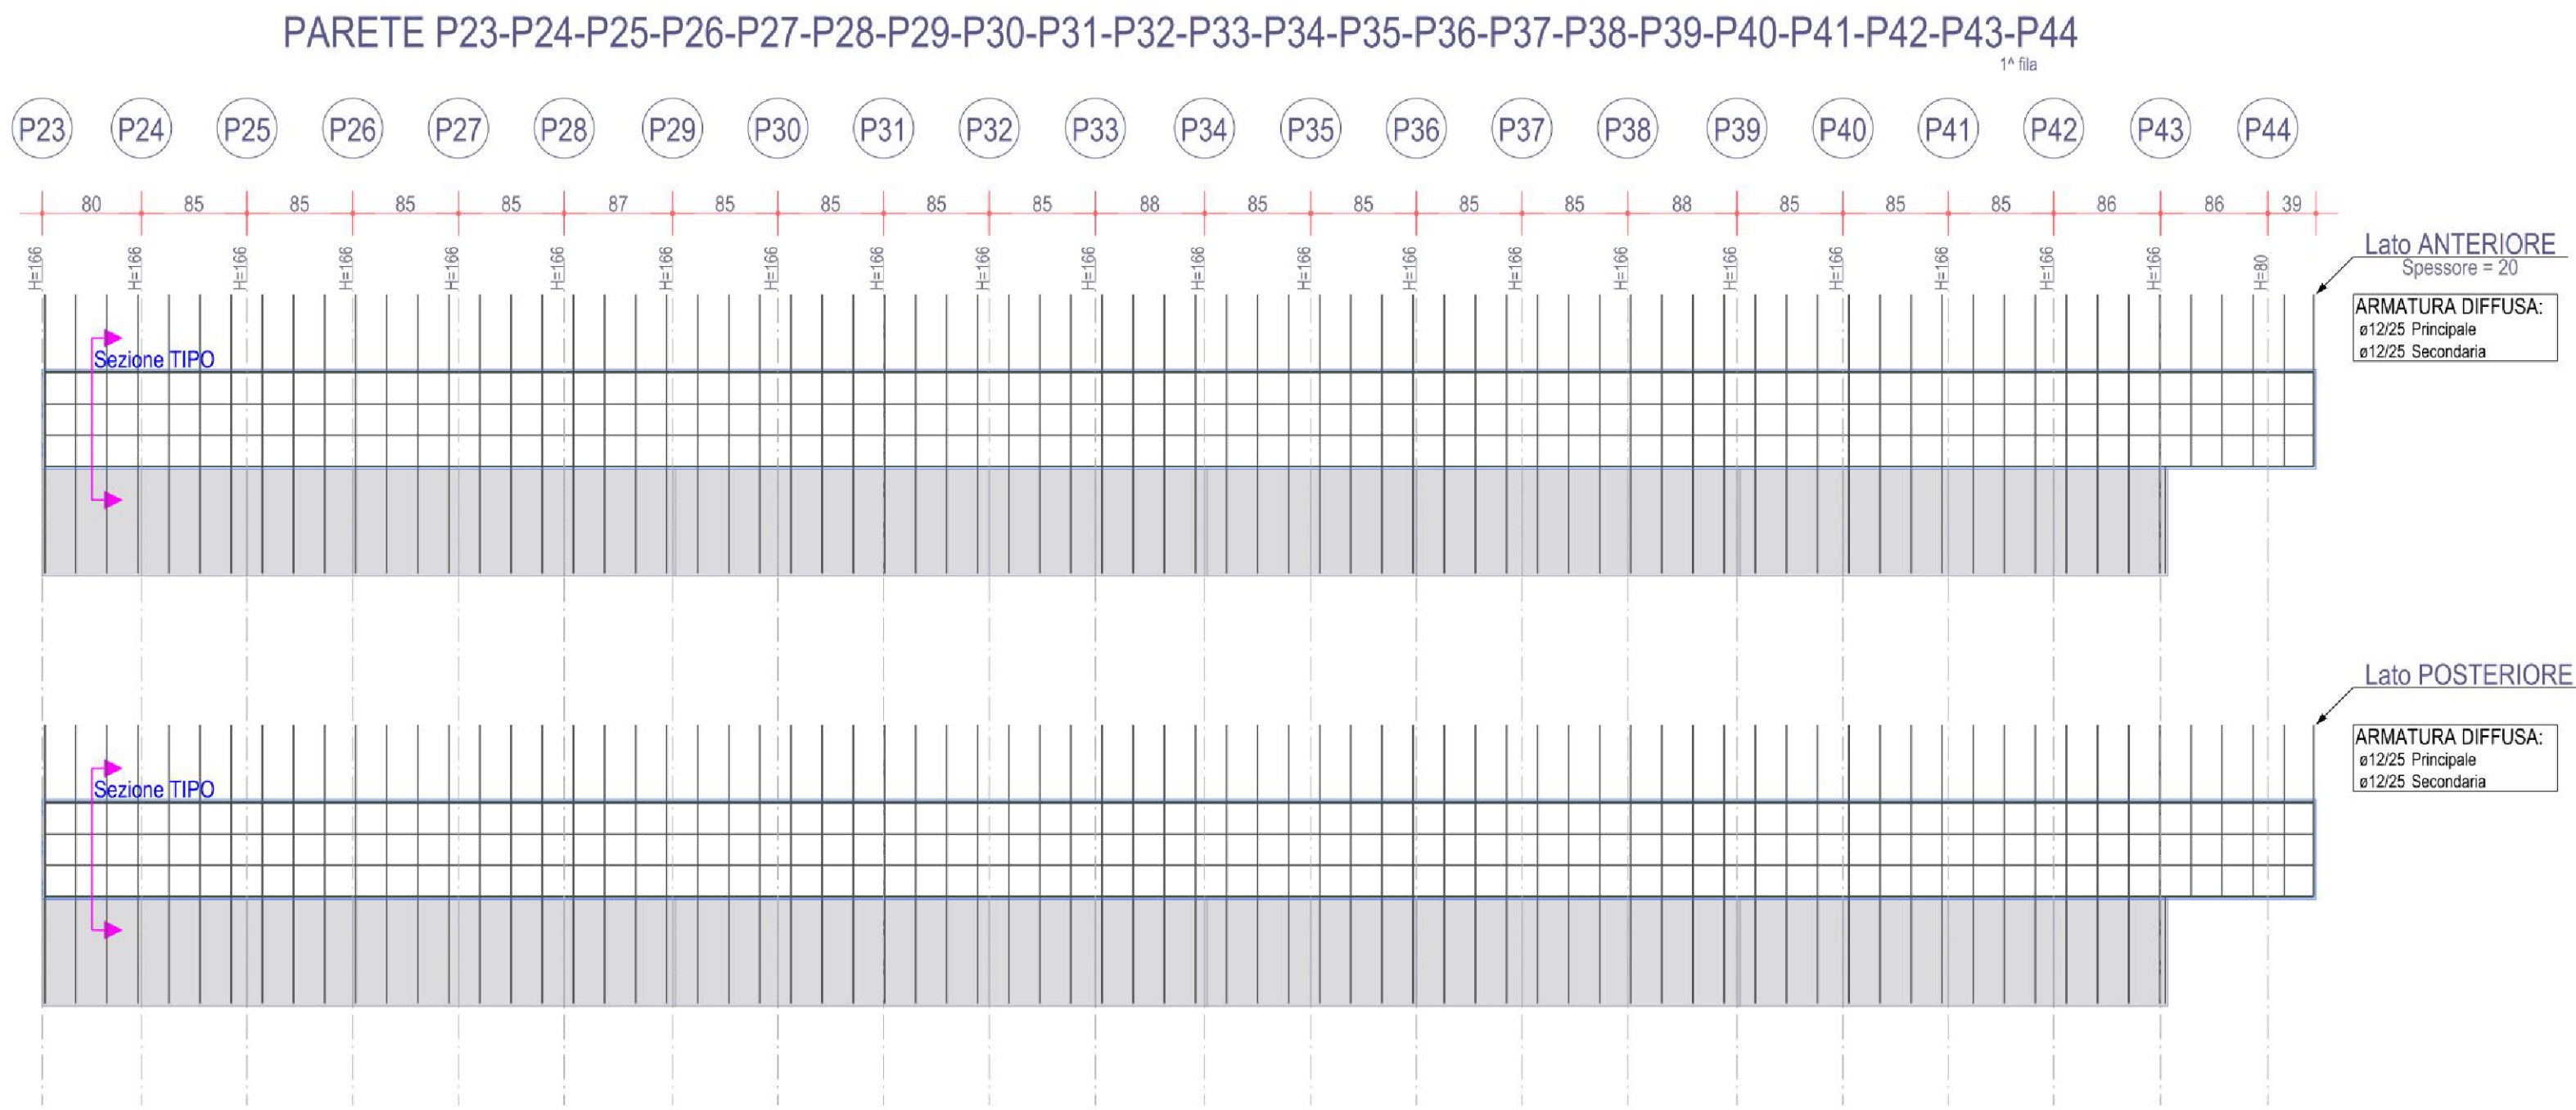 PARETE P23-P24-P25-P26-P27-P28-P29-P30-P31-P32-P33-P34-P35-P36-P37-P38-P39-P40-P41-P42-P43-P44
1^ fila
P23 P24 P25 P26 P27 P28 P29 P30 P31 P32 P33 P34 P35 P36 P37 P38 P39 P40 P41 P42 P43 P44
80 85 85 85 85 87 85 85 85 85 88 85 85 85 85 88 85 85 85 86 86 39
H=166 H=166 H=166 H=166 H=166 H=166 H=166 H=166 H=166 H=166 H=166 H=166 H=166 H=166 H=166 H=166 H=166 H=166 H=166 H=166 H=166 H=80
Lato ANTERIORE
Spessore = 20
ARMATURA DIFFUSA:
ø12/25 Principale
ø12/25 Secondaria
Sezione TIPO
Lato POSTERIORE
ARMATURA DIFFUSA:
ø12/25 Principale
ø12/25 Secondaria
Sezione TIPO